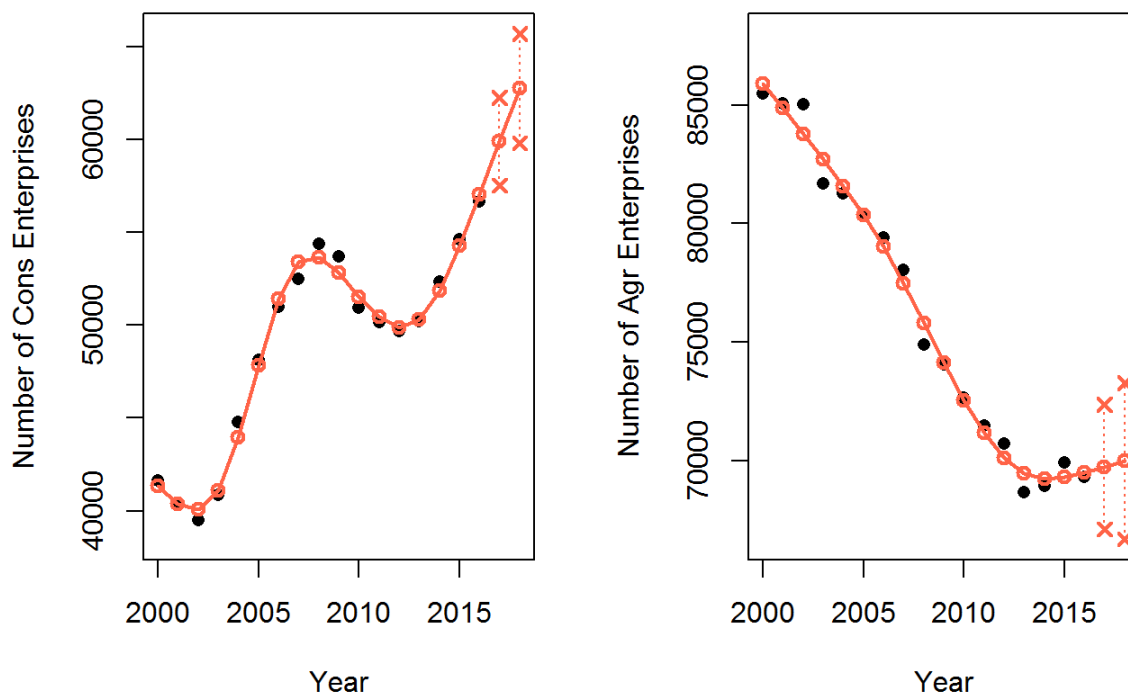 Number of Cons Enterprises
60000
50000
40000
2000 2005 2010 2015
Year
Number of Agr Enterprises
85000
80000
75000
70000
2000 2005 2010 2015
Year